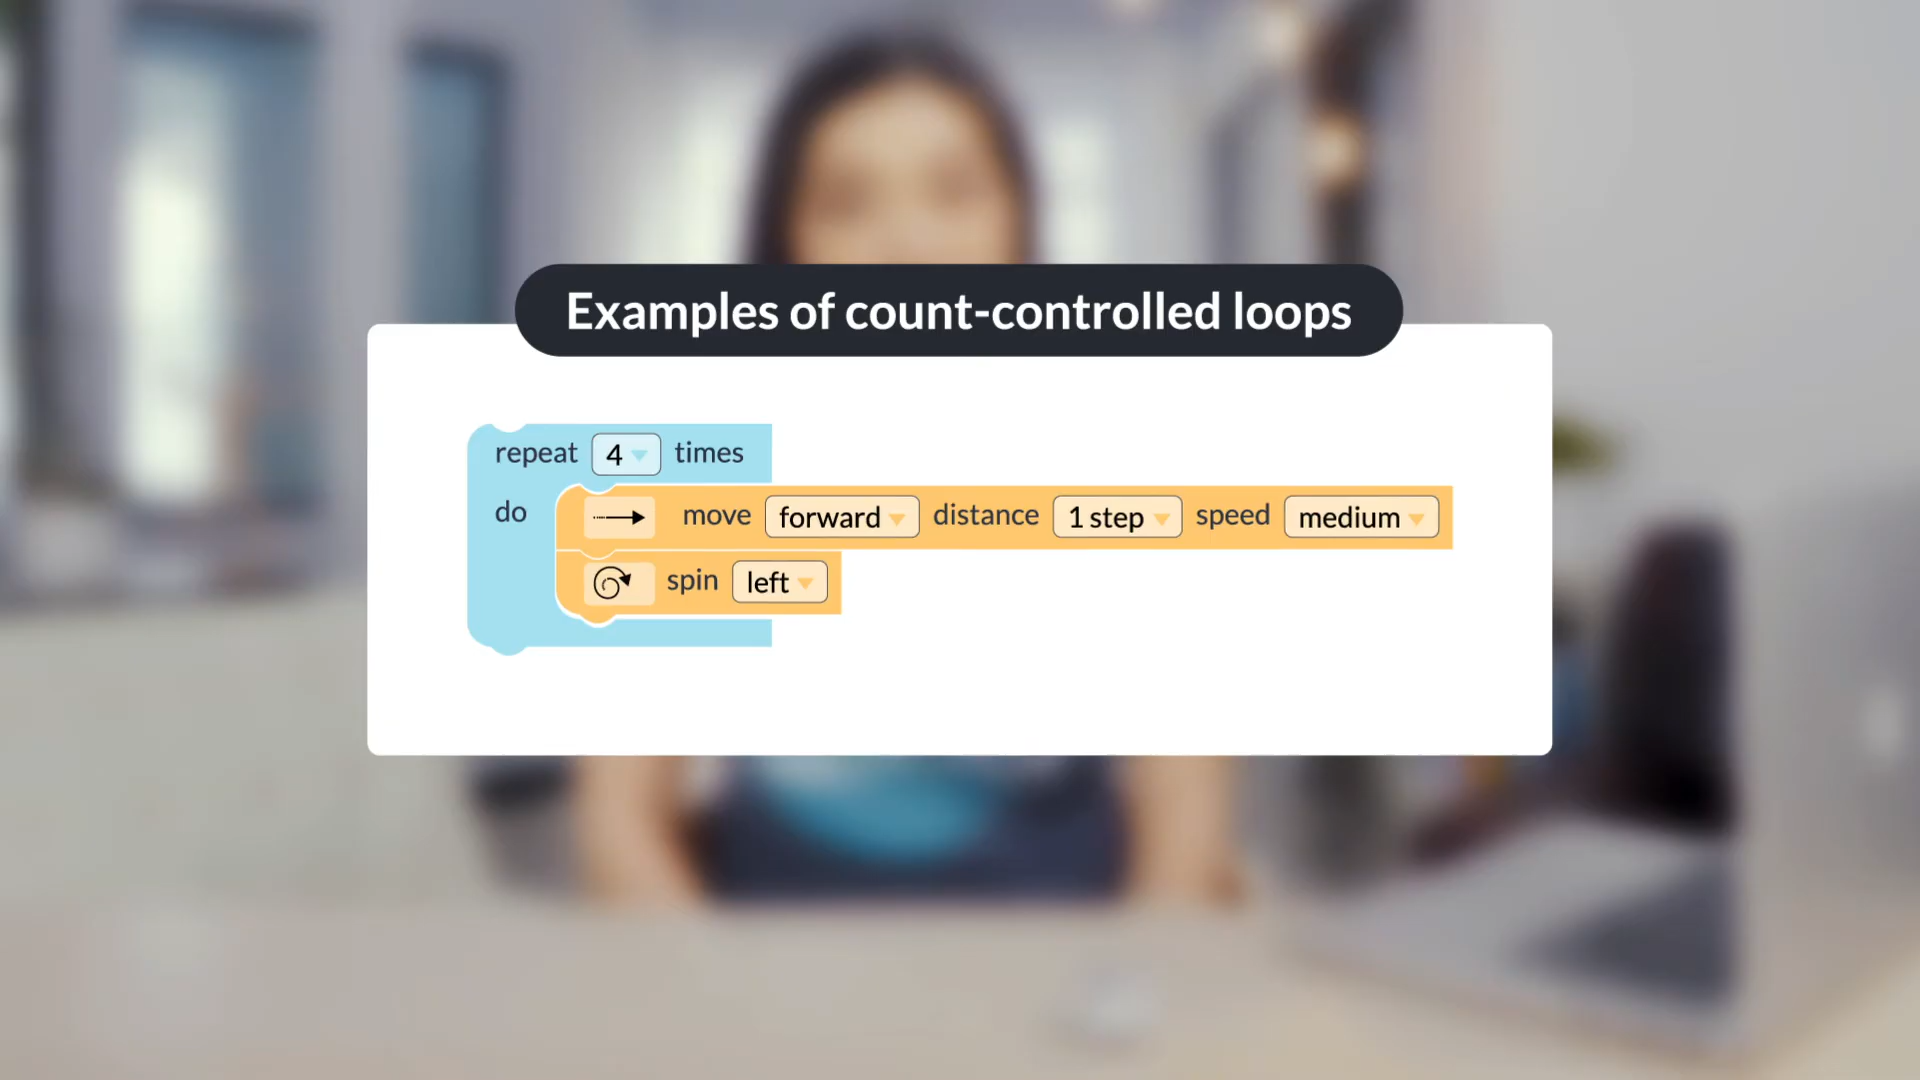 Examples of count-controlled loops
repeat 4 times
do move forward distance 1 step speed medium
spin left